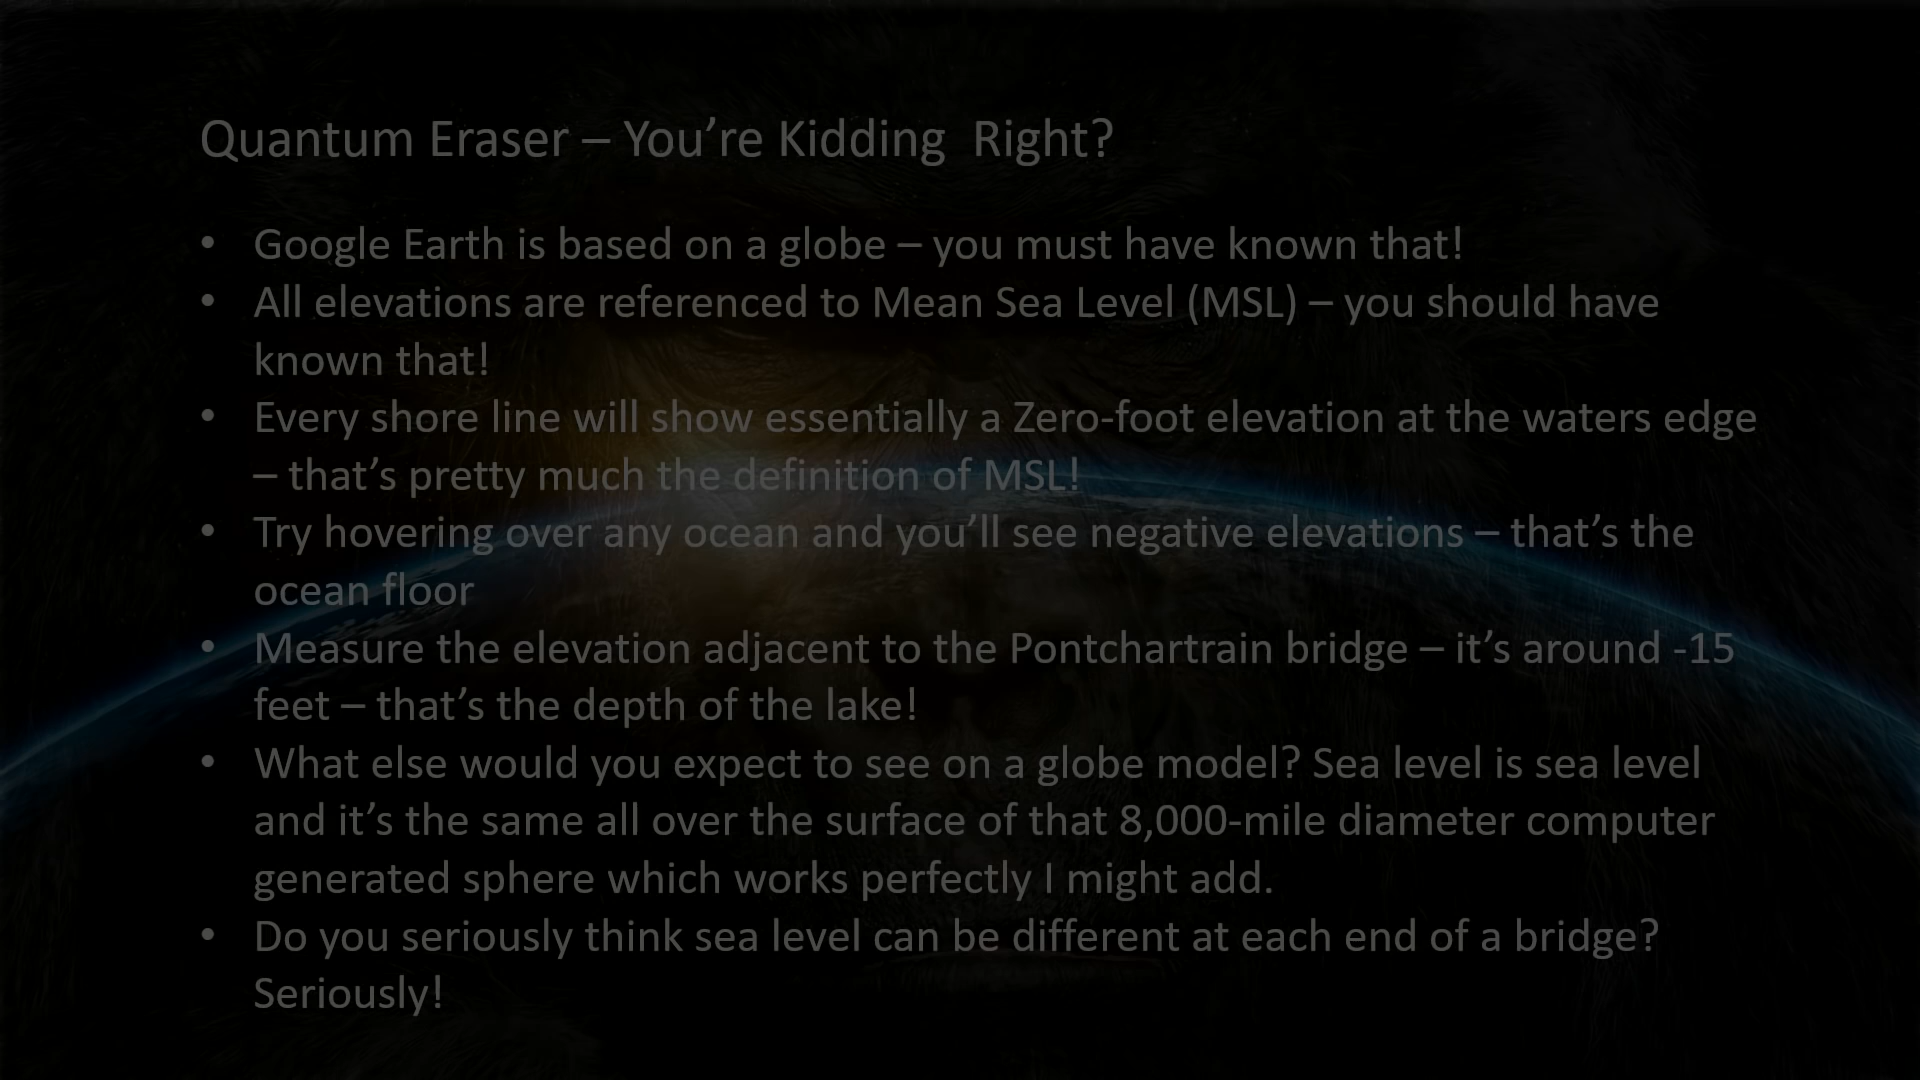 Quantum Eraser – You’re Kidding  Right?
• Google Earth is based on a globe – you must have known that!
• All elevations are referenced to Mean Sea Level (MSL) – you should have
known that!
• Every shore line will show essentially a Zero-foot elevation at the waters edge
– that’s pretty much the definition of MSL!
• Try hovering over any ocean and you’ll see negative elevations – that’s the
ocean floor
• Measure the elevation adjacent to the Pontchartrain bridge – it’s around -15
feet – that’s the depth of the lake!
• What else would you expect to see on a globe model? Sea level is sea level
and it’s the same all over the surface of that 8,000-mile diameter computer
generated sphere which works perfectly I might add.
• Do you seriously think sea level can be different at each end of a bridge?
Seriously!